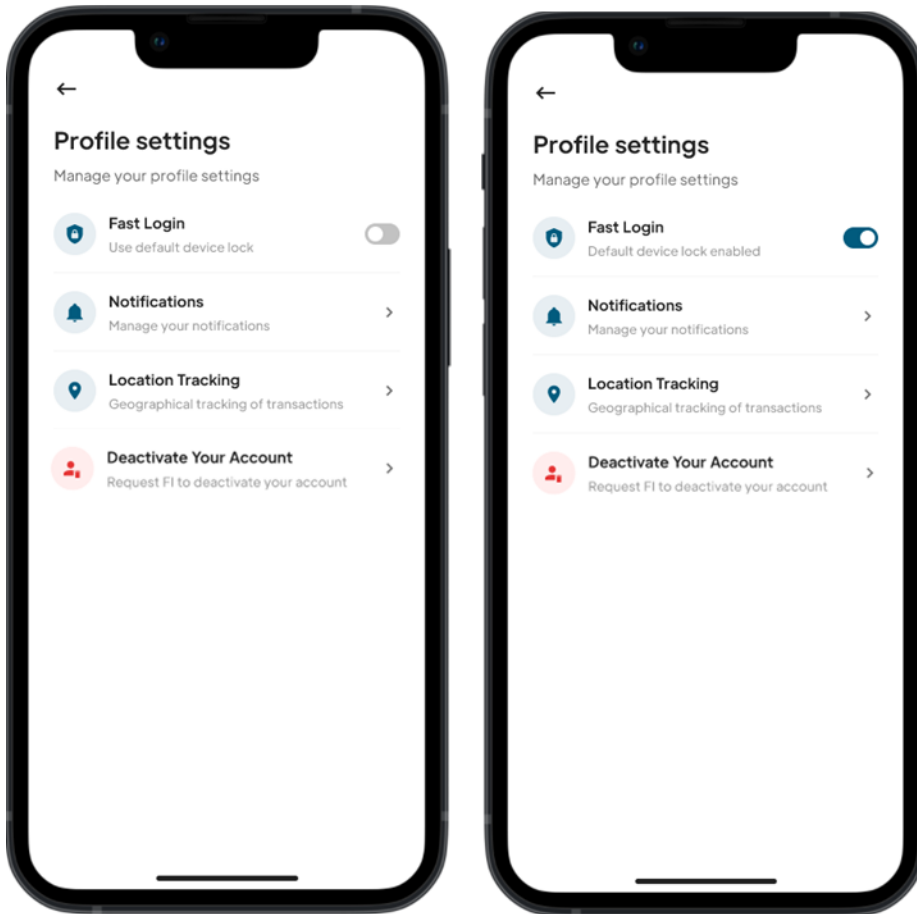 Profile settings
Manage your profile settings
Fast Login
Use default device lock
Notifications
Manage your notifications
Location Tracking
Geographical tracking of transactions
Deactivate Your Account
Request FI to deactivate your account
Profile settings
Manage your profile settings
Fast Login
Default device lock enabled
Notifications
Manage your notifications
Location Tracking
Geographical tracking of transactions
Deactivate Your Account
Request FI to deactivate your account